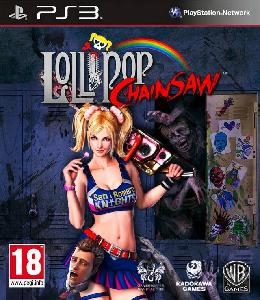 PS3
PlayStation Network
LOLLIPOP
CHAINSAW
San Romero
KNIGHTS
18
www.pegi.info
KADOKAWA
GAMES
WB
GAMES